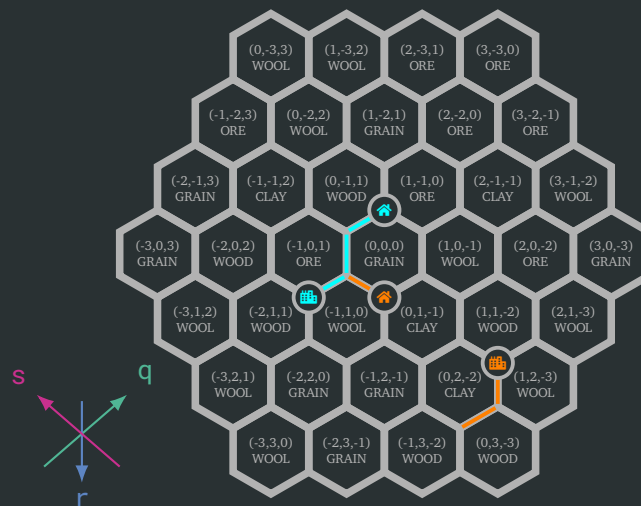 (0,-3,3) (1,-3,2) (2,-3,1) (3,-3,0)
WOOL WOOL ORE ORE
(-1,-2,3) (0,-2,2) (1,-2,1) (2,-2,0) (3,-2,-1)
ORE WOOL GRAIN ORE ORE
(-2,-1,3) (-1,-1,2) (0,-1,1) (1,-1,0) (2,-1,-1) (3,-1,-2)
GRAIN CLAY WOOD ORE CLAY WOOL
(-3,0,3) (-2,0,2) (-1,0,1) (0,0,0) (1,0,-1) (2,0,-2) (3,0,-3)
GRAIN WOOD ORE GRAIN WOOL ORE GRAIN
(-3,1,2) (-2,1,1) (-1,1,0) (0,1,-1) (1,1,-2) (2,1,-3)
WOOL WOOD WOOL CLAY WOOD WOOL
(-3,2,1) (-2,2,0) (-1,2,-1) (0,2,-2) (1,2,-3)
WOOL GRAIN GRAIN CLAY WOOL
(-3,3,0) (-2,3,-1) (-1,3,-2) (0,3,-3)
WOOL GRAIN WOOD WOOD
s
q
r